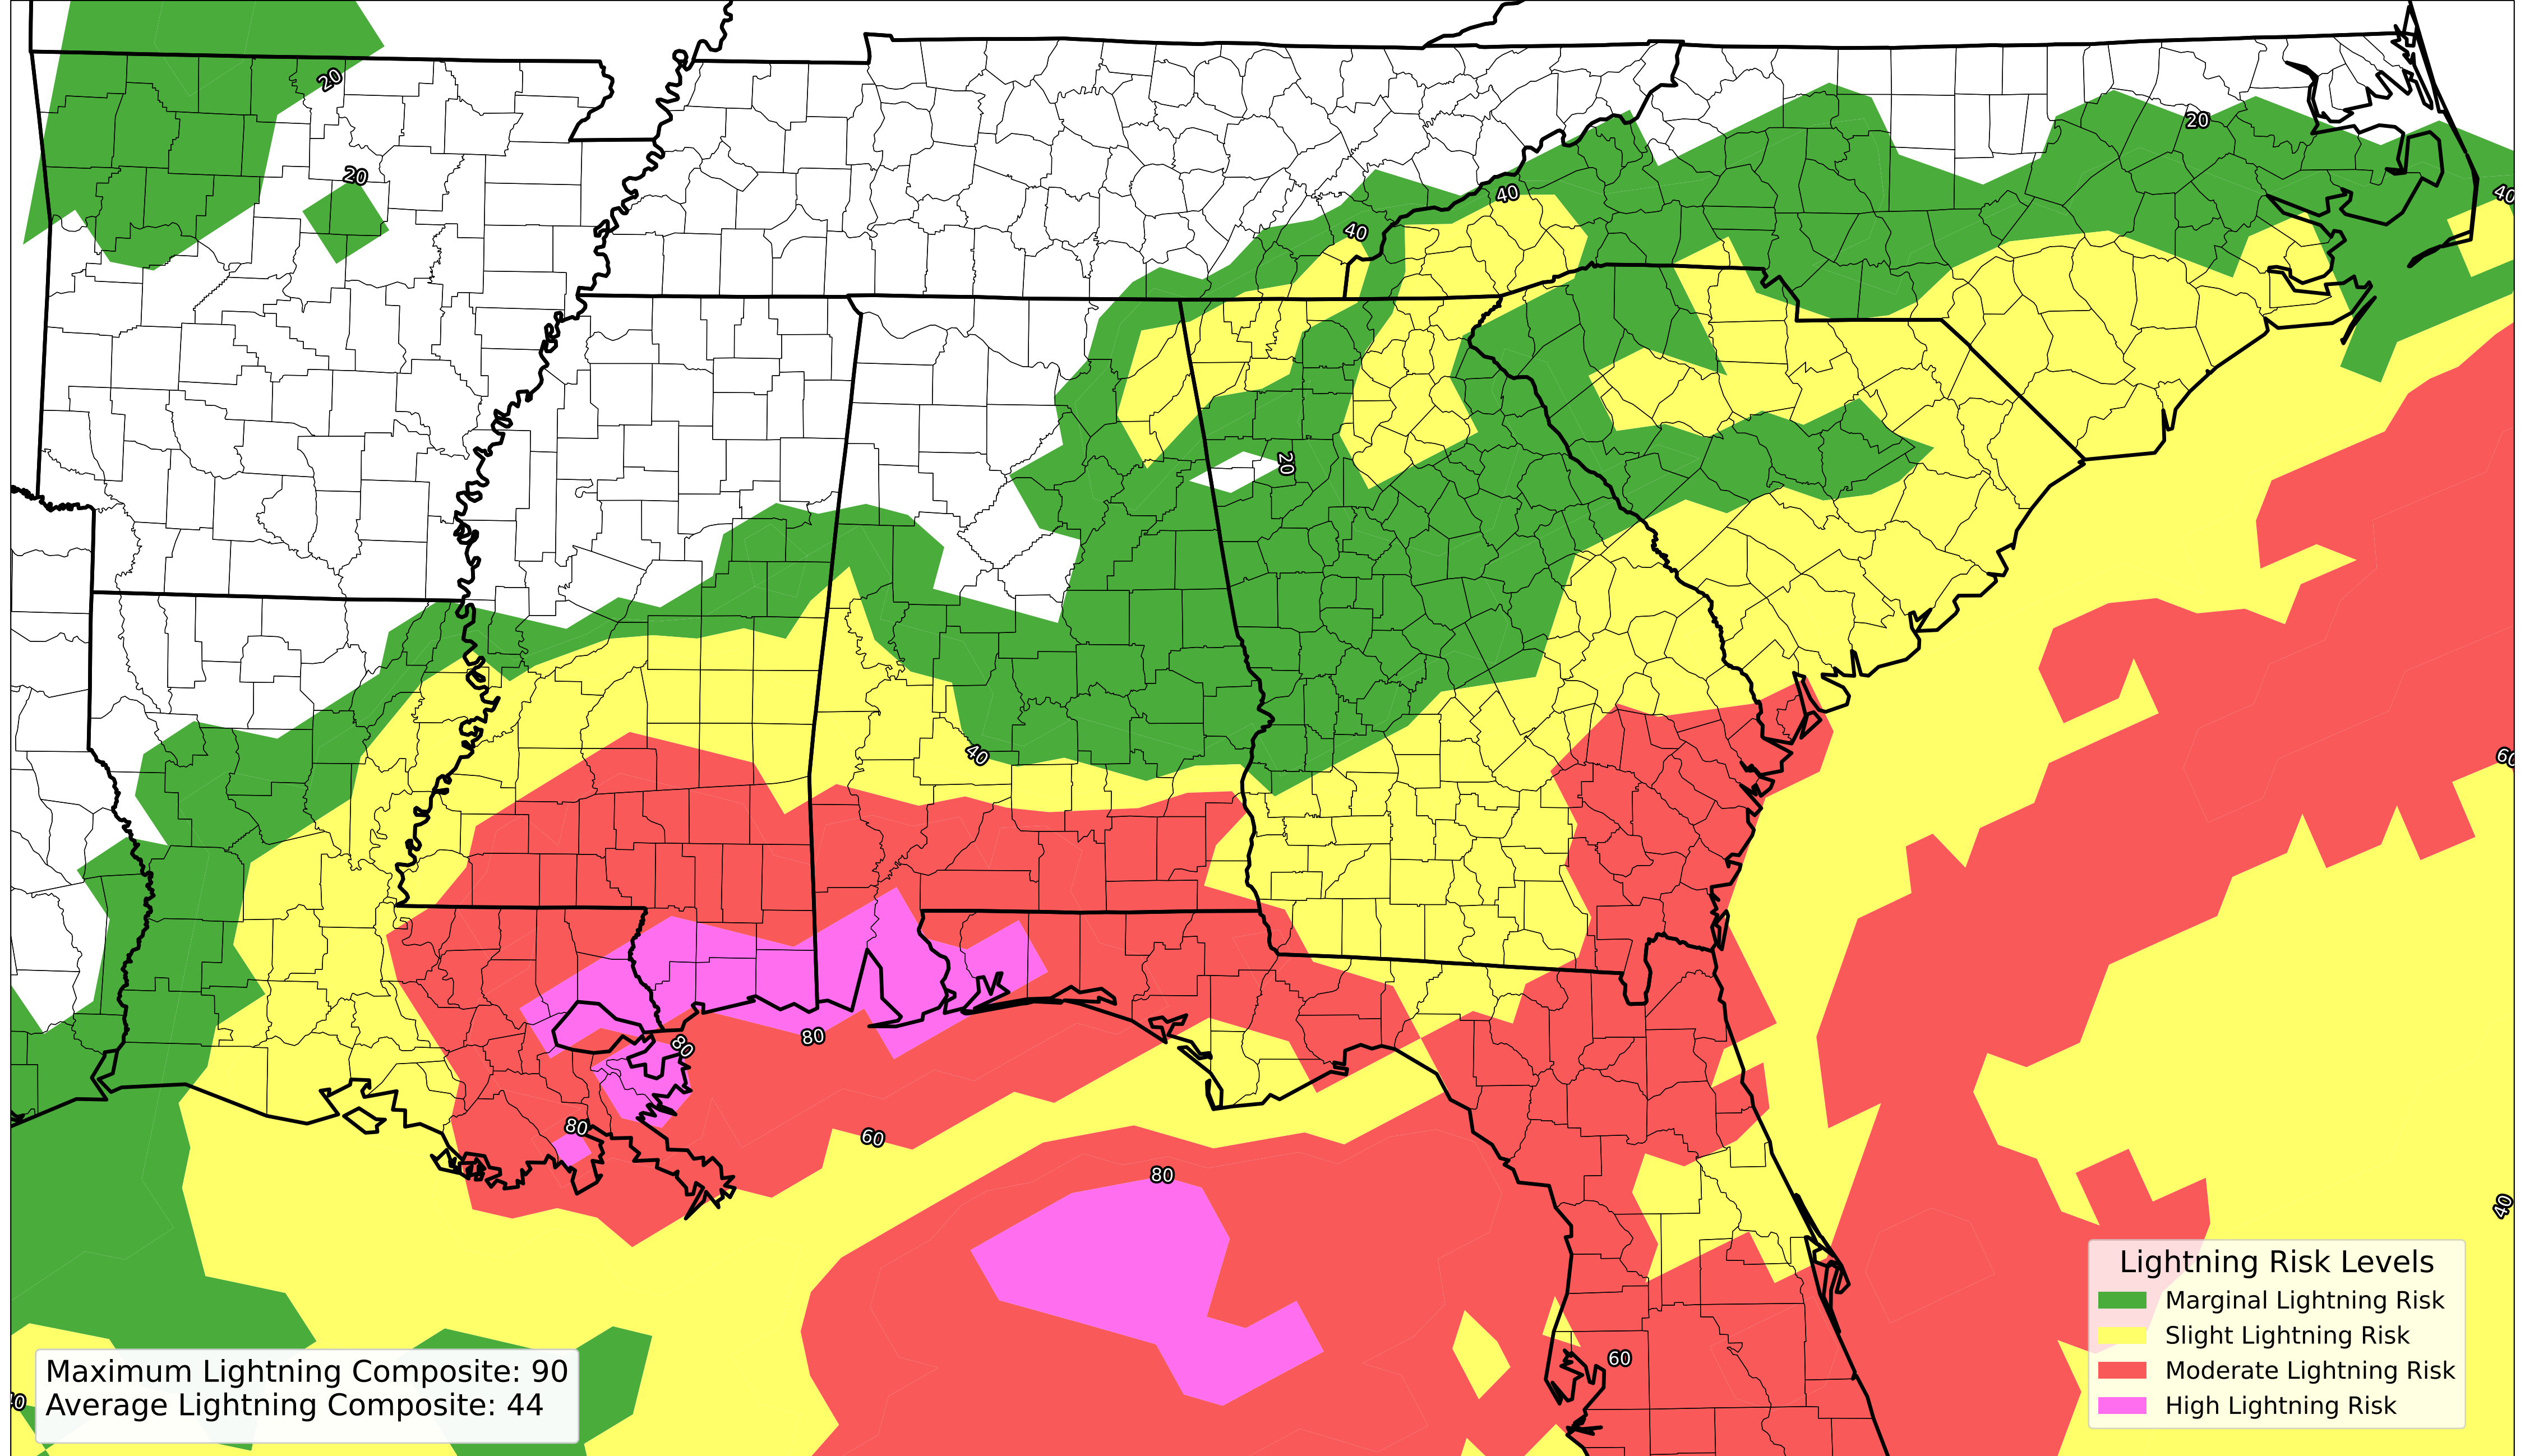 20
20
20
40
40
40
20
40
60
80
80
80
60
80
40
60
40
Lightning Risk Levels
Marginal Lightning Risk
Slight Lightning Risk
Moderate Lightning Risk
High Lightning Risk
Maximum Lightning Composite: 90
Average Lightning Composite: 44